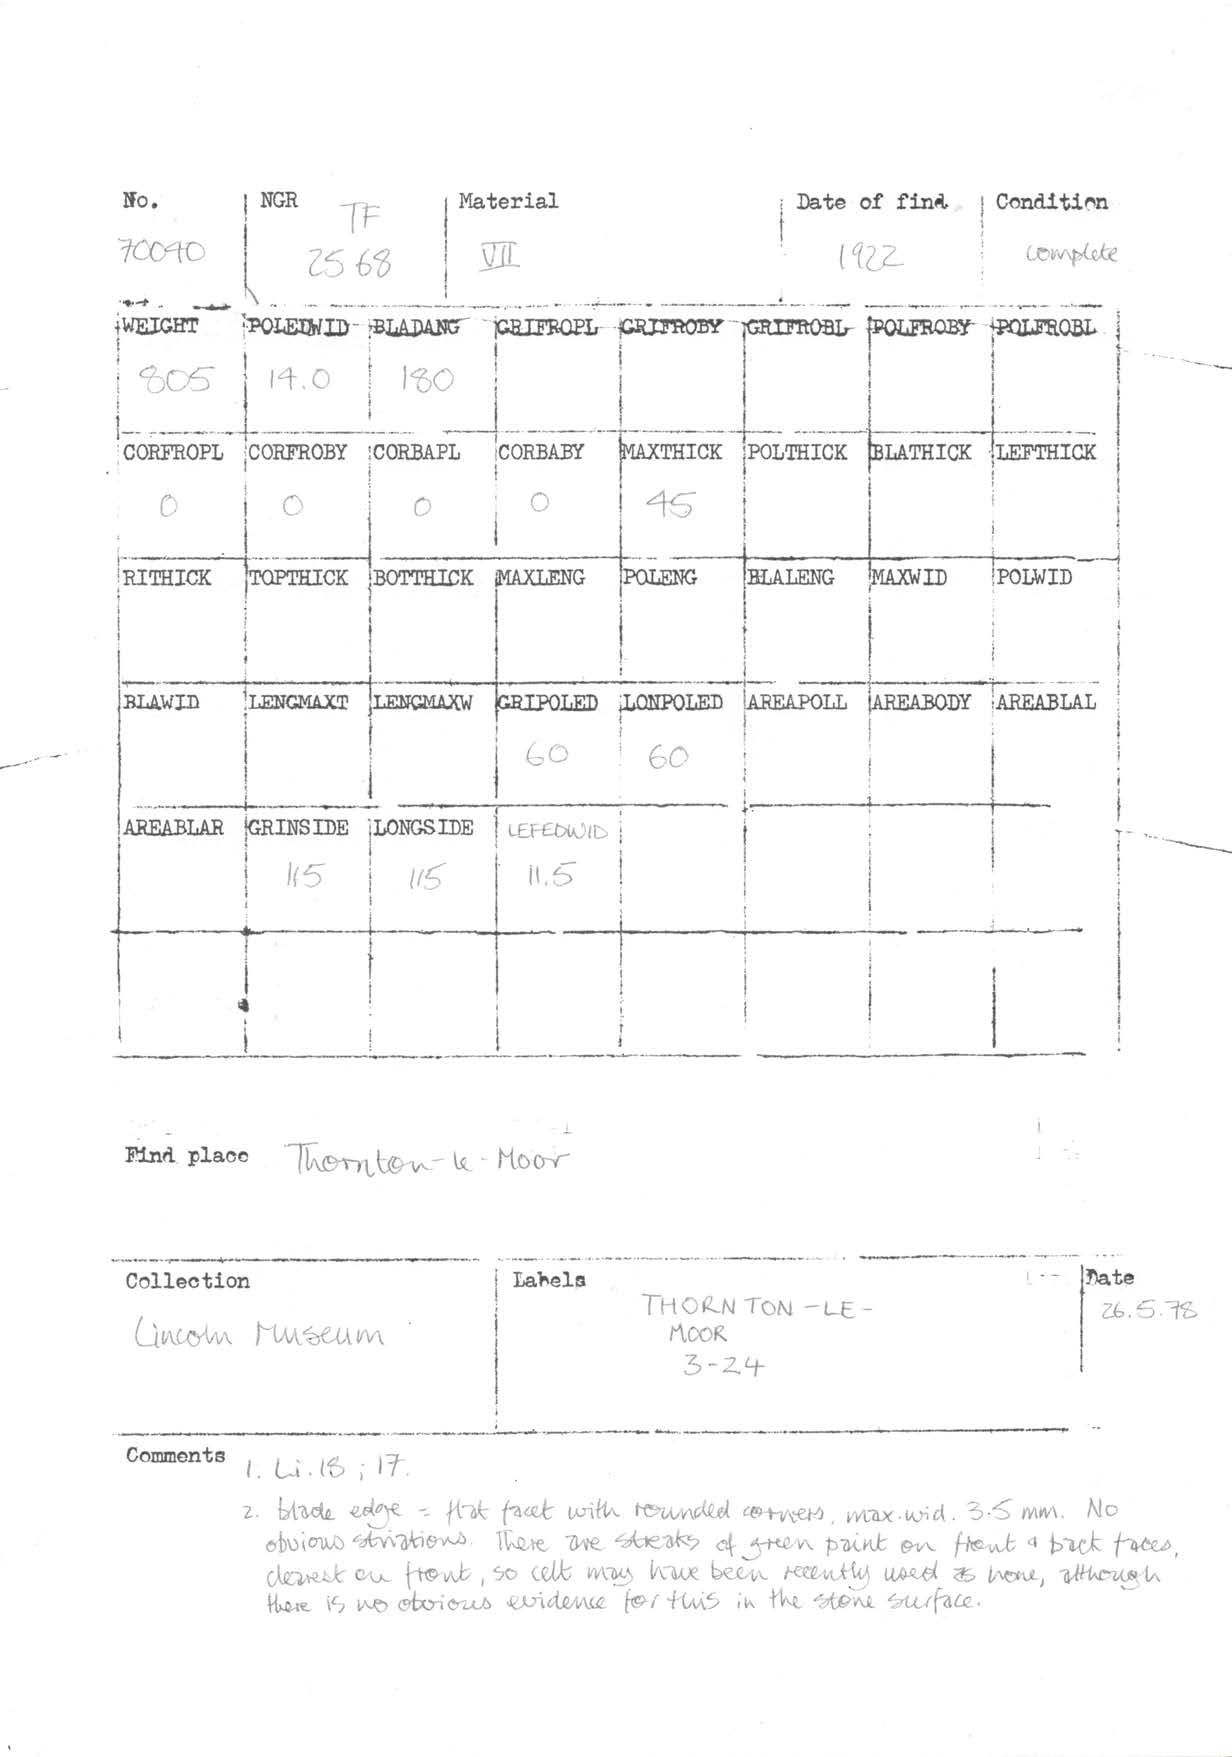 No. NGR Material Date of find Condition
70040 TF 2568 VII 1922 complete
WEIGHT POLEDWID BLADANG GRIFROPL GRIFROBY GRIFROBL POLFROBY POLFROBL
805 14.0 180
CORFROPL CORFROBY CORBAPL CORBABY MAXTHICK POLTHICK BLATHICK LEFTHICK
0 0 0 0 45
RITHICK TOPTHICK BOTTHICK MAXLENG POLENG BLALENG MAXWID POLWID
BLAWID LENGMAXT LENGMAXW GRIPOLED LONPOLED AREAPOLL AREABODY AREABLAL
60 60
AREABLAR GRINSIDE LONGSIDE LEFEDWID
115 115 11.5
Find place Thornton-le-Moor
Collection Labels Date
Lincoln Museum THORNTON-LE- 26.5.78
MOOR
3-24
Comments 1. Li.18; 17.
2. blade edge = flat facet with rounded corners, max.wid. 3.5 mm. No
obvious striations. There are streaks of green paint on front & back faces,
clearest on front, so celt may have been recently used as hone, although
there is no obvious evidence for this in the stone surface.